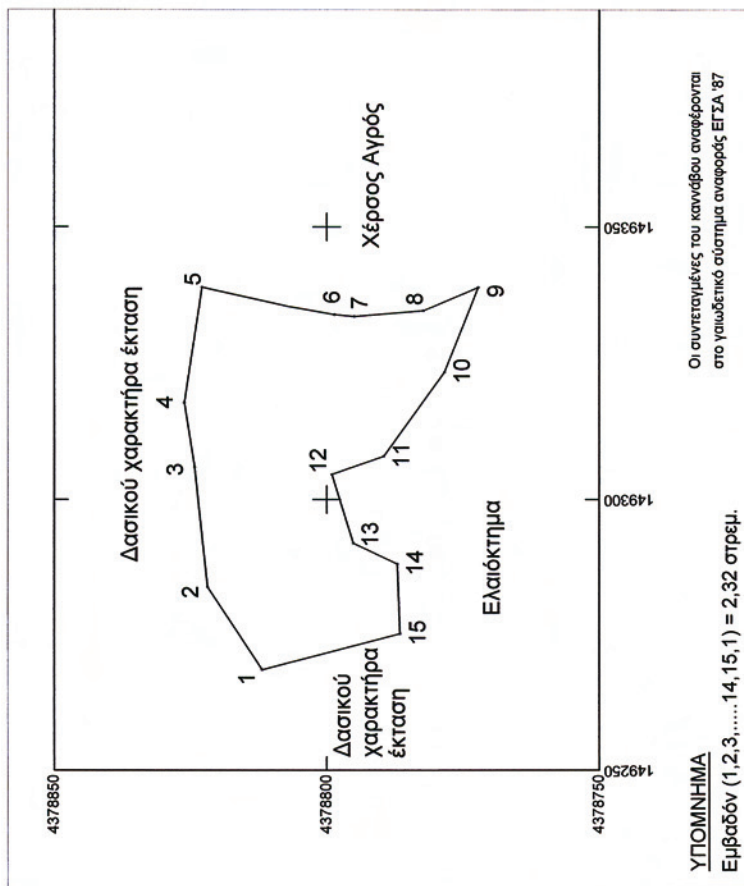 4378850
4378800
4378750
149250
149300
149350
Δασικού χαρακτήρα έκταση
Χέρσος Αγρός
Ελαιόκτημα
Δασικού
χαρακτήρα
έκταση
1
2
3
4
5
6
7
8
9
10
11
12
13
14
15
ΥΠΟΜΝΗΜΑ
Εμβαδόν (1,2,3,.....14,15,1) = 2,32 στρεμ.
Οι συντεταγμένες του καννάβου αναφέρονται
στο γαιωδετικό σύστημα αναφοράς ΕΓΣΑ '87